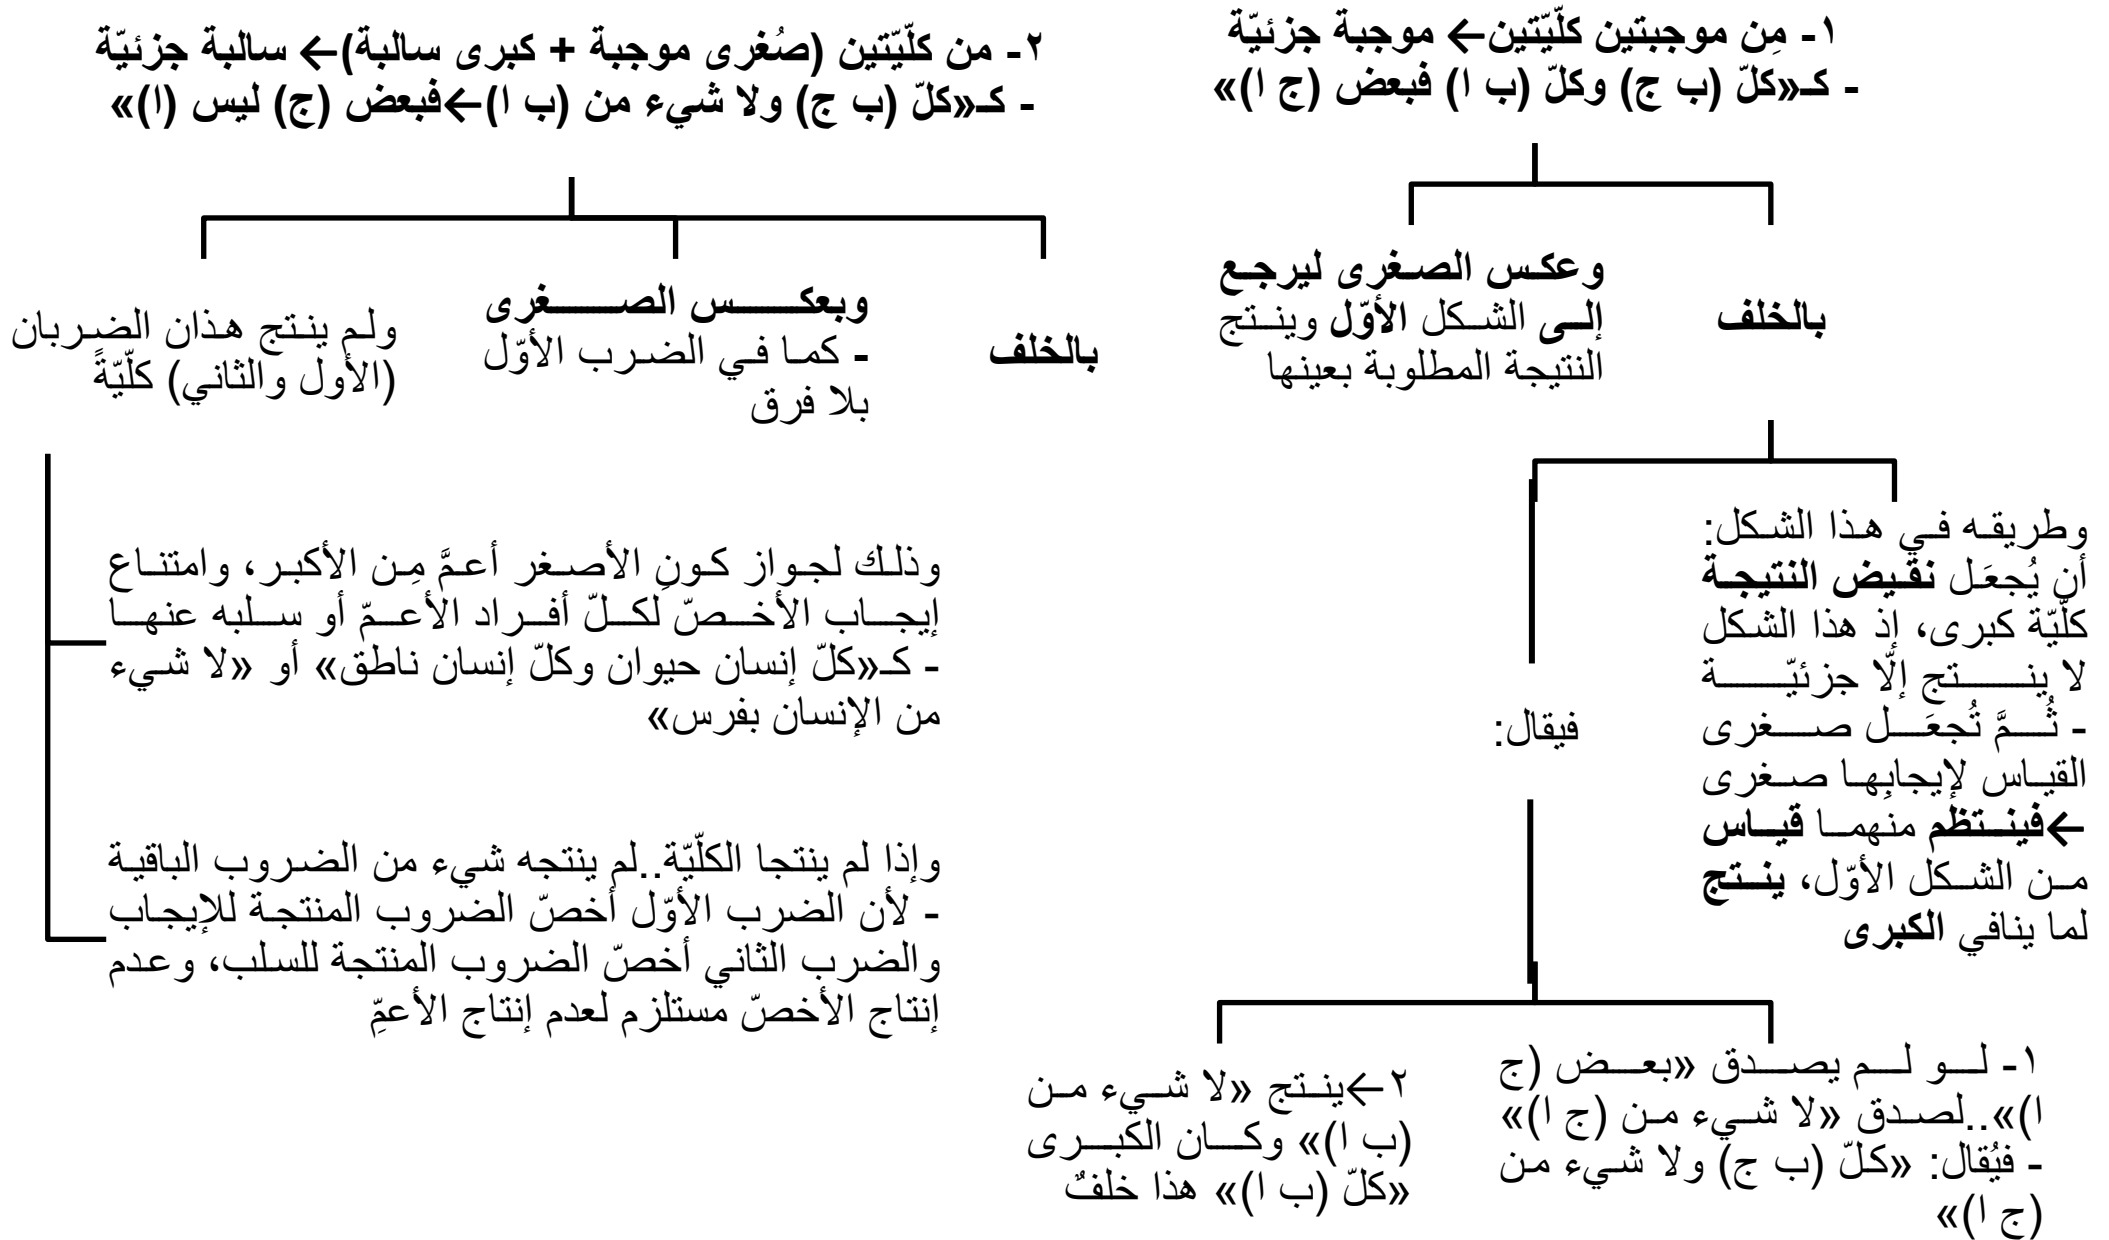 ١- مِن موجبتين كلّيّتين← موجبة جزئيّة
- كـ«كلّ (ب ج) وكلّ (ب ا) فبعض (ج ا)»
بالخلف
وعكس الصغرى ليرجع
إلى الشكل الأوّل وينتج
النتيجة المطلوبة بعينها
وطريقه في هذا الشكل:
أن يُجعَل نقيض النتيجة
كلّيّة كبرى، إذ هذا الشكل
لا ينتج إلّا جزئيّة
- ثُمَّ تُجعَل صغرى
القياس لإيجابِها صغرى
←فينتظم منهما قياس
من الشكل الأوّل، ينتج
لما ينافي الكبرى
فيقال:
١- لو لم يصدق «بعض (ج
ا)»..لصدق «لا شيء من (ج ا)»
- فيُقال: «كلّ (ب ج) ولا شيء من
(ج ا)»
٢←ينتج «لا شيء من
(ب ا)» وكان الكبرى
«كلّ (ب ا)» هذا خلفٌ
٢- من كلّيّتين (صُغرى موجبة + كبرى سالبة)← سالبة جزئيّة
- كـ«كلّ (ب ج) ولا شيء من (ب ا)←فبعض (ج) ليس (ا)»
بالخلف
وبعكس الصغرى
- كما في الضرب الأوّل
بلا فرق
ولم ينتج هذان الضربان
(الأول والثاني) كلّيّةً
وذلك لجواز كونِ الأصغر أعمَّ مِن الأكبر، وامتناع
إيجاب الأخصّ لكلّ أفراد الأعمّ أو سلبه عنها
- كـ«كلّ إنسان حيوان وكلّ إنسان ناطق» أو «لا شيء
من الإنسان بفرس»
وإذا لم ينتجا الكلّيّة..لم ينتجه شيء من الضروب الباقية
- لأن الضرب الأوّل أخصّ الضروب المنتجة للإيجاب
والضرب الثاني أخصّ الضروب المنتجة للسلب، وعدم
إنتاج الأخصّ مستلزم لعدم إنتاج الأعمِّ